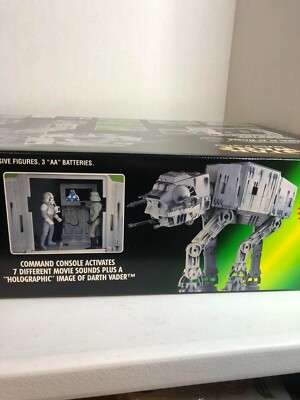 SIVE FIGURES, 3 "AA" BATTERIES.
COMMAND CONSOLE ACTIVATES
7 DIFFERENT MOVIE SOUNDS PLUS A
"HOLOGRAPHIC" IMAGE OF DARTH VADER™